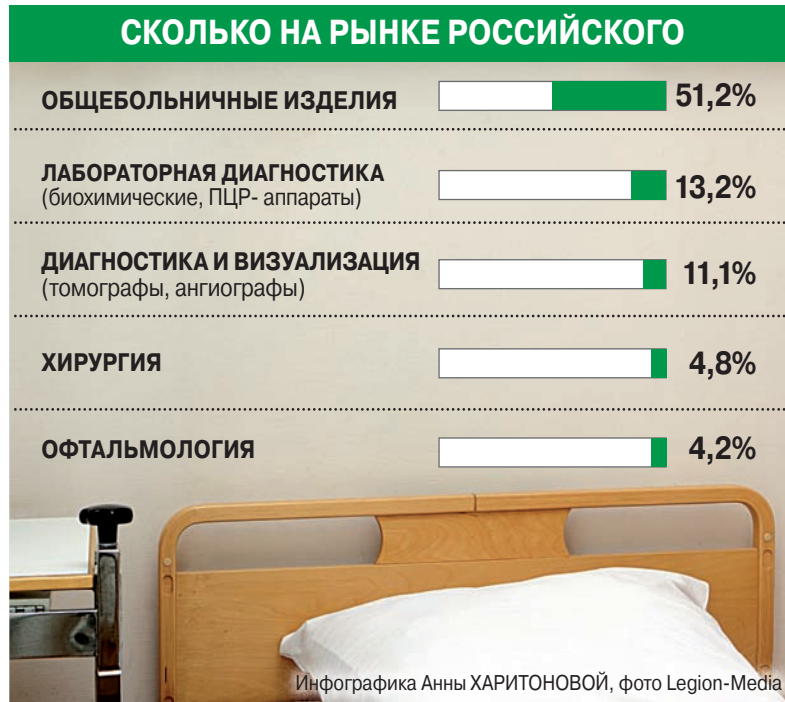 СКОЛЬКО НА РЫНКЕ РОССИЙСКОГО
ОБЩЕБОЛЬНИЧНЫЕ ИЗДЕЛИЯ 51,2%
ЛАБОРАТОРНАЯ ДИАГНОСТИКА
(биохимические, ПЦР- аппараты) 13,2%
ДИАГНОСТИКА И ВИЗУАЛИЗАЦИЯ
(томографы, ангиографы) 11,1%
ХИРУРГИЯ 4,8%
ОФТАЛЬМОЛОГИЯ 4,2%
Инфографика Анны ХАРИТОНОВОЙ, фото Legion-Media